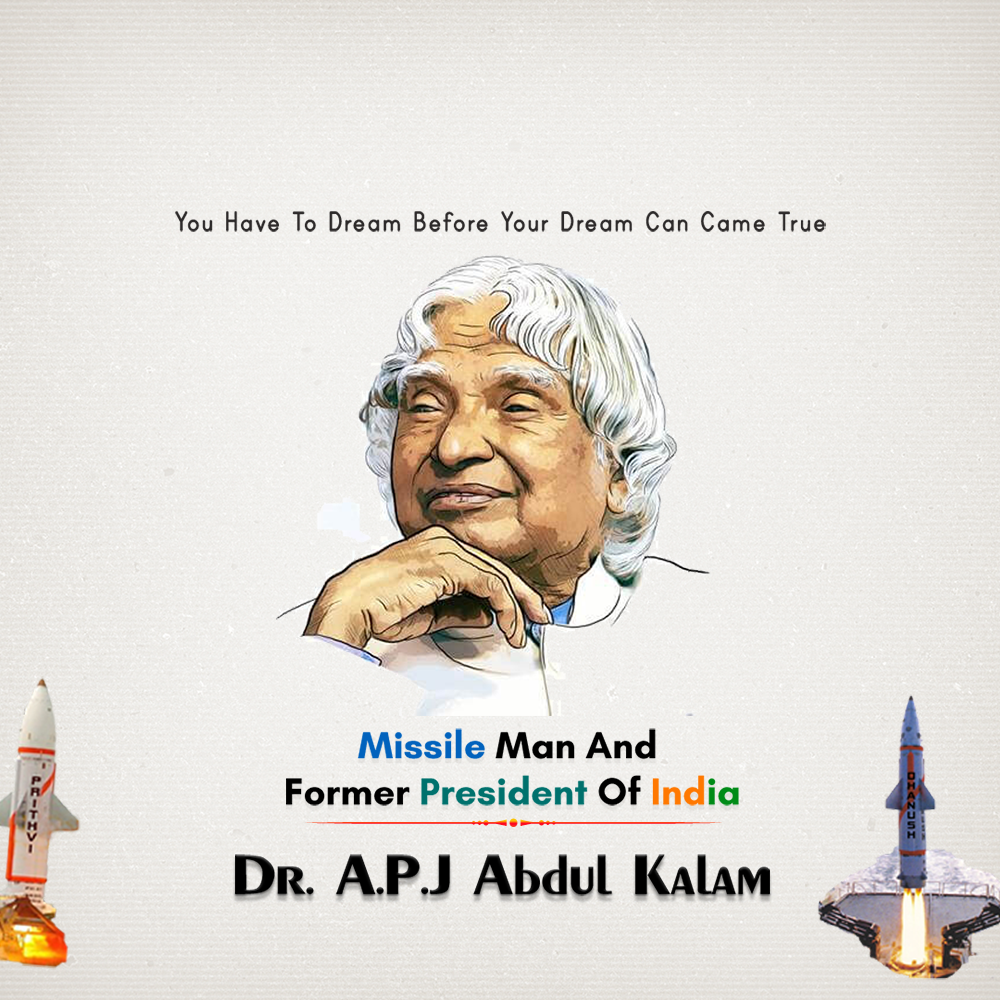 You Have To Dream Before Your Dream Can Came True
Missile Man And
Former President Of India
Dr. A.P.J Abdul Kalam
PRITHVI
DHANUSH